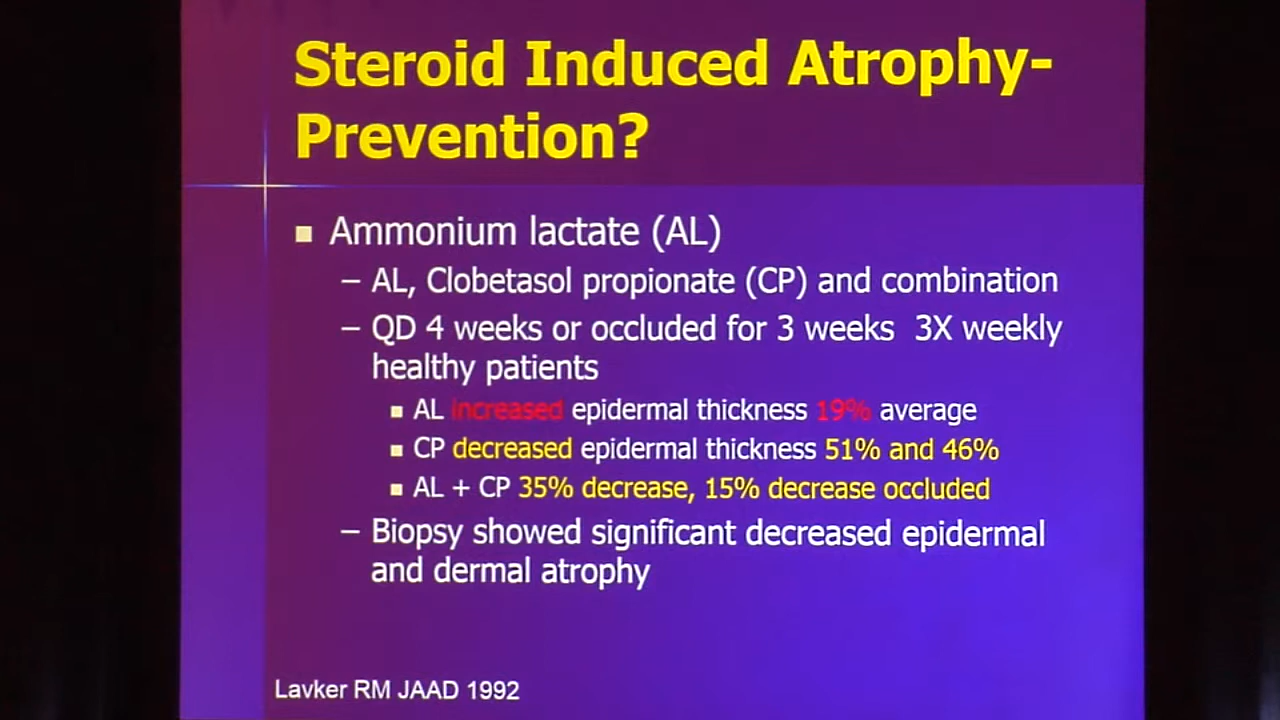 Steroid Induced Atrophy-
Prevention?
Ammonium lactate (AL)
– AL, Clobetasol propionate (CP) and combination
– QD 4 weeks or occluded for 3 weeks 3X weekly
healthy patients
AL increased epidermal thickness 19% average
CP decreased epidermal thickness 51% and 46%
AL + CP 35% decrease, 15% decrease occluded
– Biopsy showed significant decreased epidermal
and dermal atrophy
Lavker RM JAAD 1992